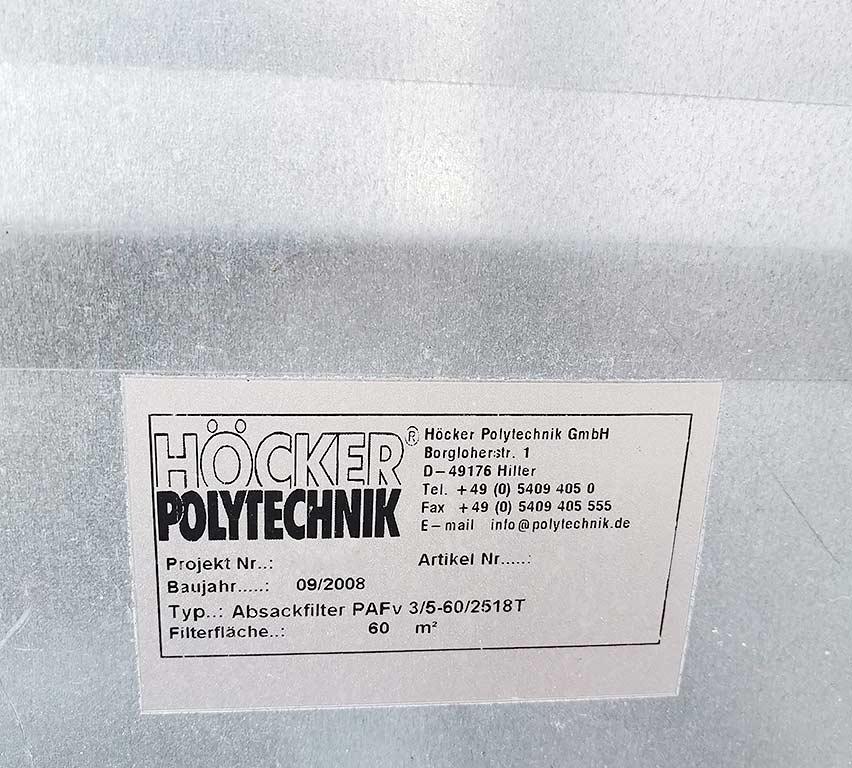 HÖCKER®
POLYTECHNIK
Höcker Polytechnik GmbH
Borgloherstr. 1
D-49176 Hilter
Tel. +49 (0) 5409 405 0
Fax +49 (0) 5409 405 555
E-mail info@polytechnik.de
Projekt Nr..: Artikel Nr.....:
Baujahr.....: 09/2008
Typ..: Absackfilter PAFv 3/5-60/2518T
Filterfläche..: 60 m²